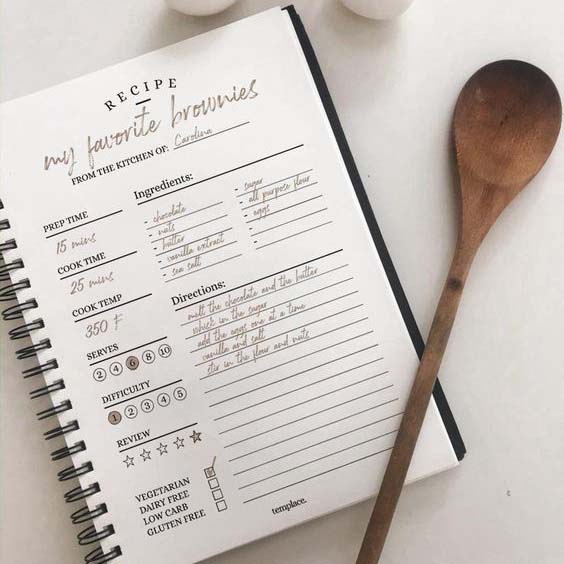 RECIPE
my favorite brownies
FROM THE KITCHEN OF: Carolina
PREP TIME
15 mins
COOK TIME
25 mins
COOK TEMP
350 F
SERVES
2 4 6 8 10
DIFFICULTY
1 2 3 4 5
REVIEW
VEGETARIAN
DAIRY FREE
LOW CARB
GLUTEN FREE
Ingredients:
chocolate
nuts
butter
vanilla extract
sea salt
sugar
all purpose flour
eggs
Directions:
melt the chocolate and the butter
whisk in the sugar
add the eggs one at a time
vanilla and salt
stir in the flour and nuts
templace.